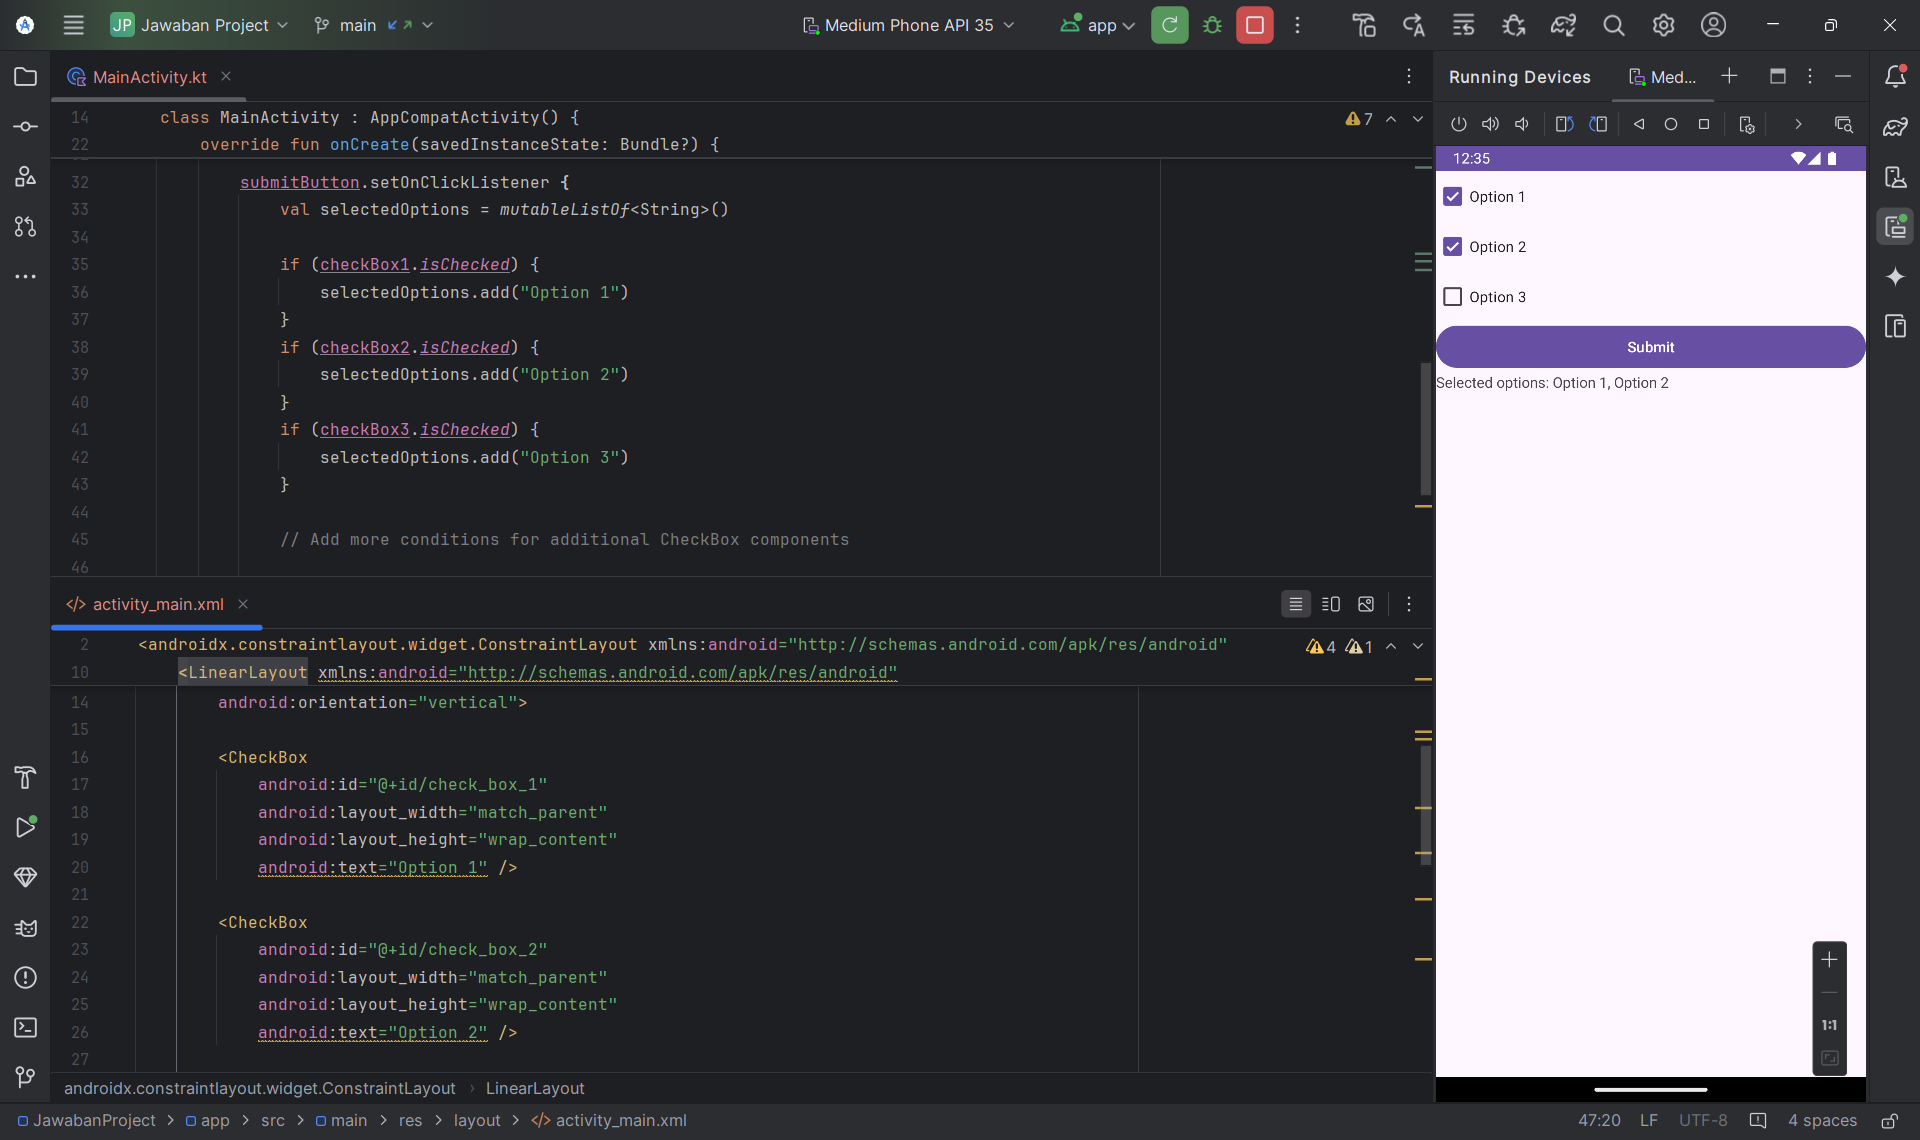 JP Jawaban Project main Medium Phone API 35 app
MainActivity.kt
14 class MainActivity : AppCompatActivity() { 7
22 override fun onCreate(savedInstanceState: Bundle?) {
32 submitButton.setOnClickListener {
33 val selectedOptions = mutableListOf<String>()
34
35 if (checkBox1.isChecked) {
36 selectedOptions.add("Option 1")
37 }
38 if (checkBox2.isChecked) {
39 selectedOptions.add("Option 2")
40 }
41 if (checkBox3.isChecked) {
42 selectedOptions.add("Option 3")
43 }
44
45 // Add more conditions for additional CheckBox components
46
activity_main.xml
2 <androidx.constraintlayout.widget.ConstraintLayout xmlns:android="http://schemas.android.com/apk/res/android" 4 1
10 <LinearLayout xmlns:android="http://schemas.android.com/apk/res/android"
14 android:orientation="vertical">
15
16 <CheckBox
17 android:id="@+id/check_box_1"
18 android:layout_width="match_parent"
19 android:layout_height="wrap_content"
20 android:text="Option 1" />
21
22 <CheckBox
23 android:id="@+id/check_box_2"
24 android:layout_width="match_parent"
25 android:layout_height="wrap_content"
26 android:text="Option 2" />
27
androidx.constraintlayout.widget.ConstraintLayout › LinearLayout
Running Devices Med...
12:35
Option 1
Option 2
Option 3
Submit
Selected options: Option 1, Option 2
1:1
JawabanProject > app > src > main > res > layout > activity_main.xml 47:20 LF UTF-8 4 spaces